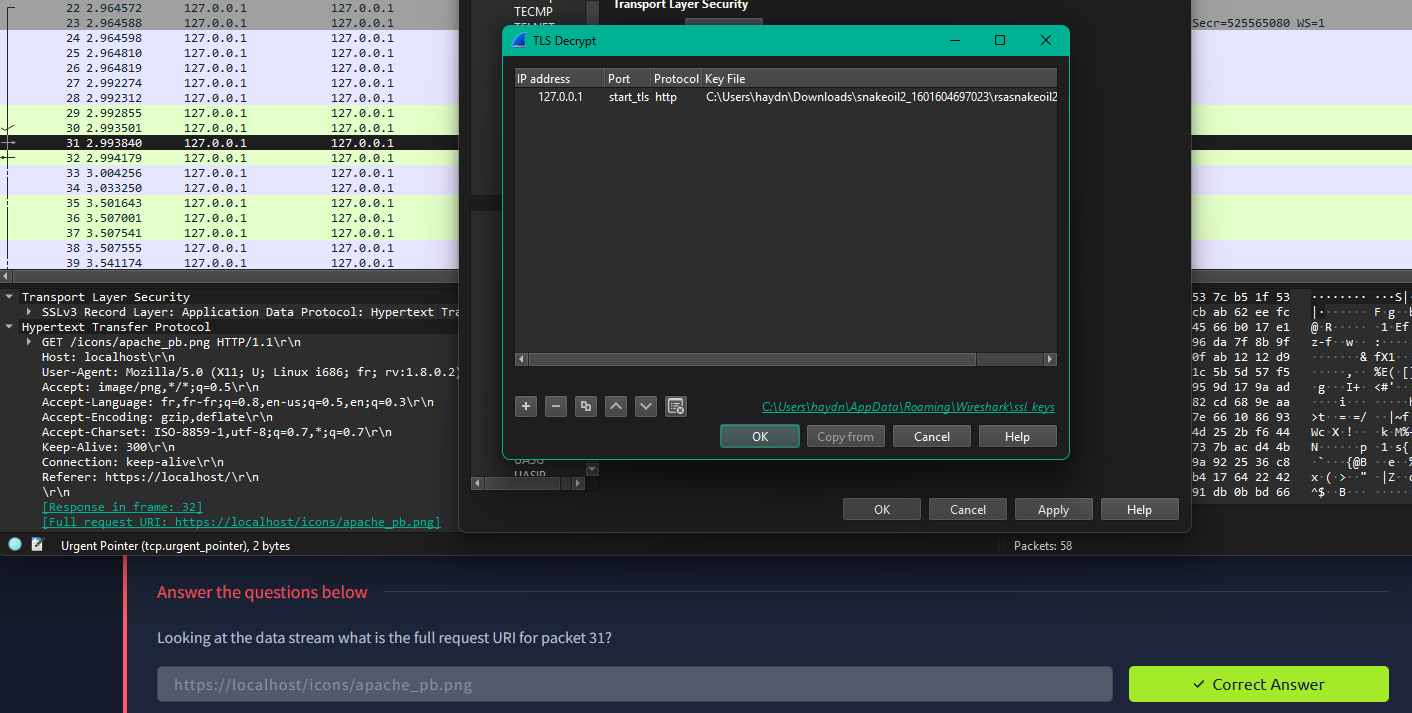 TECMP
Transport Layer Security
22 2.964572 127.0.0.1 127.0.0.1
23 2.964588 127.0.0.1 127.0.0.1 Secr=525565080 WS=1
24 2.964598 127.0.0.1 127.0.0.1
25 2.964810 127.0.0.1 127.0.0.1
26 2.964819 127.0.0.1 127.0.0.1
27 2.992274 127.0.0.1 127.0.0.1
28 2.992312 127.0.0.1 127.0.0.1
29 2.992855 127.0.0.1 127.0.0.1
30 2.993501 127.0.0.1 127.0.0.1
31 2.993840 127.0.0.1 127.0.0.1
32 2.994179 127.0.0.1 127.0.0.1
33 3.004256 127.0.0.1 127.0.0.1
34 3.033250 127.0.0.1 127.0.0.1
35 3.501643 127.0.0.1 127.0.0.1
36 3.507001 127.0.0.1 127.0.0.1
37 3.507541 127.0.0.1 127.0.0.1
38 3.507555 127.0.0.1 127.0.0.1
39 3.541174 127.0.0.1 127.0.0.1
TLS Decrypt
IP address Port Protocol Key File
127.0.0.1 start_tls http C:\Users\haydn\Downloads\snakeoil2_1601604697023\rsasnakeoil2
C:\Users\haydn\AppData\Roaming\Wireshark\ssl_keys
OK Copy from Cancel Help
OK Cancel Apply Help
Transport Layer Security
SSLv3 Record Layer: Application Data Protocol: Hypertext Tra
Hypertext Transfer Protocol
GET /icons/apache_pb.png HTTP/1.1\r\n
Host: localhost\r\n
User-Agent: Mozilla/5.0 (X11; U; Linux i686; fr; rv:1.8.0.2)
Accept: image/png,*/*;q=0.5\r\n
Accept-Language: fr,fr-fr;q=0.8,en-us;q=0.5,en;q=0.3\r\n
Accept-Encoding: gzip,deflate\r\n
Accept-Charset: ISO-8859-1,utf-8;q=0.7,*;q=0.7\r\n
Keep-Alive: 300\r\n
Connection: keep-alive\r\n
Referer: https://localhost/\r\n
\r\n
[Response in frame: 32]
[Full request URI: https://localhost/icons/apache_pb.png]
53 7c b5 1f 53
cb ab 62 ee fc
45 66 b0 17 e1
96 da 7f 8b 9f
0f ab 12 12 d9
1c 5b 5d 57 f5
95 9d 17 9a ad
82 cd 68 9e aa
7e 66 10 86 93
4d 25 2b f6 44
73 7b ac d4 4b
9a 92 25 36 c8
b4 17 64 22 42
91 db 0b bd 66
Urgent Pointer (tcp.urgent_pointer), 2 bytes
Packets: 58
Answer the questions below
Looking at the data stream what is the full request URI for packet 31?
https://localhost/icons/apache_pb.png
Correct Answer